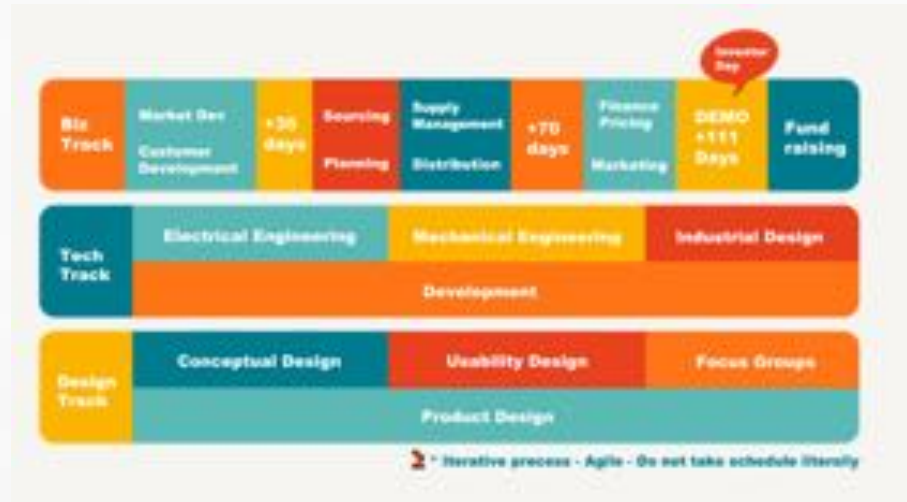 Investor
Day
Biz
Track
Market Dev
Customer
Development
+30
days
Sourcing
Planning
Supply
Management
Distribution
+70
days
Finance
Pricing
Marketing
DEMO
+111
Days
Fund
raising
Tech
Track
Electrical Engineering
Mechanical Engineering
Industrial Design
Development
Design
Track
Conceptual Design
Usability Design
Focus Groups
Product Design
* Iterative process - Agile - Do not take schedule literally